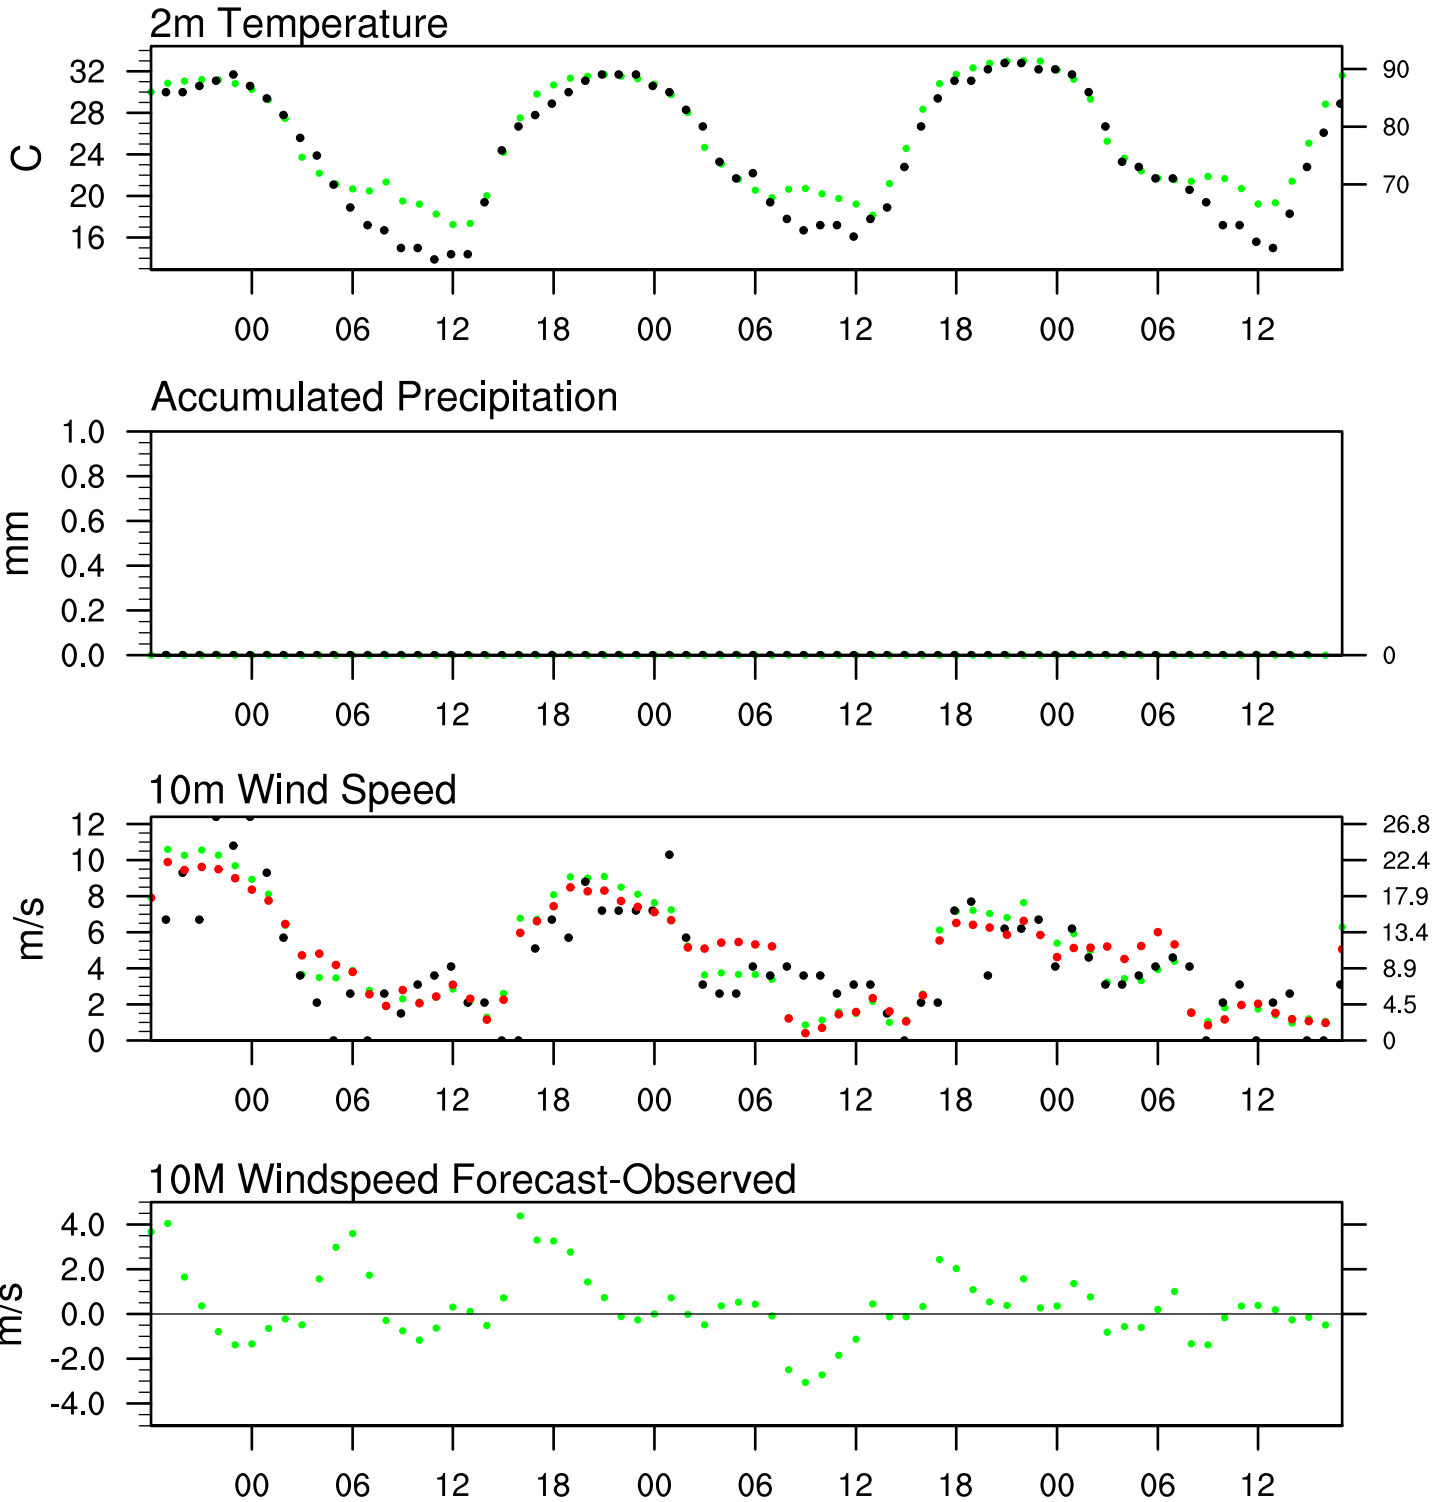 2m Temperature
32
28
24
20
16
C
90
80
70
00 06 12 18 00 06 12 18 00 06 12
Accumulated Precipitation
1.0
0.8
0.6
0.4
0.2
0.0
mm
0
00 06 12 18 00 06 12 18 00 06 12
10m Wind Speed
12
10
8
6
4
2
0
m/s
26.8
22.4
17.9
13.4
8.9
4.5
0
00 06 12 18 00 06 12 18 00 06 12
10M Windspeed Forecast-Observed
4.0
2.0
0.0
-2.0
-4.0
m/s
00 06 12 18 00 06 12 18 00 06 12